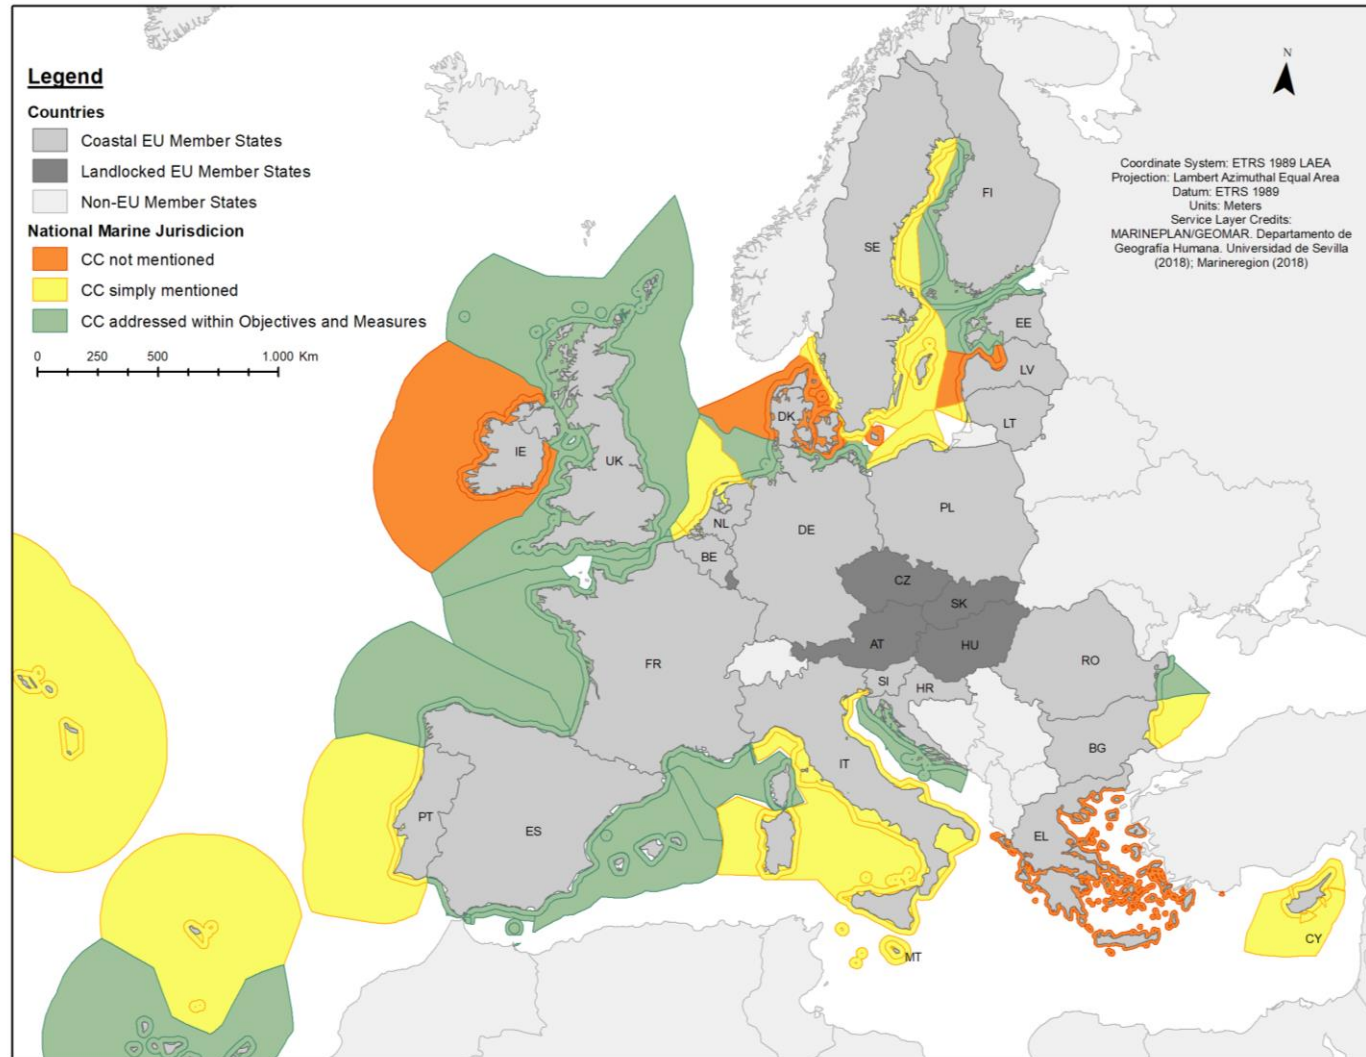 Legend
Countries
Coastal EU Member States
Landlocked EU Member States
Non-EU Member States
National Marine Jurisdicion
CC not mentioned
CC simply mentioned
CC addressed within Objectives and Measures
0 250 500 1.000 Km
N
Coordinate System: ETRS 1989 LAEA
Projection: Lambert Azimuthal Equal Area
Datum: ETRS 1989
Units: Meters
Service Layer Credits:
MARINEPLAN/GEOMAR. Departamento de
Geografía Humana. Universidad de Sevilla
(2018); Marineregion (2018)
FI
SE
EE
LV
DK
LT
IE
UK
PL
NL
DE
BE
CZ
SK
AT
HU
FR
RO
SI
HR
BG
IT
PT
ES
EL
CY
MT